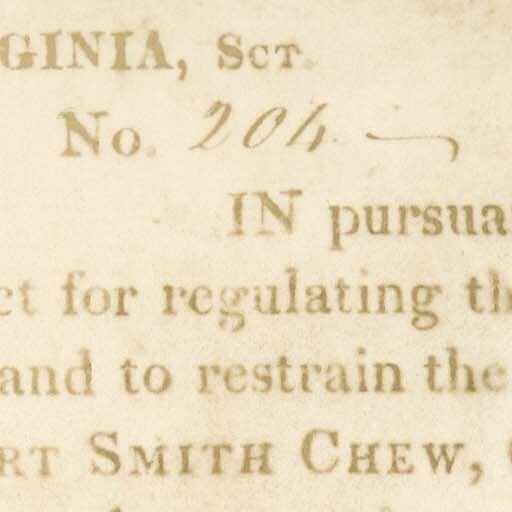 GINIA, SCT.
No. 204
IN pursua
ct for regulating th
and to restrain the
RT SMITH CHEW,